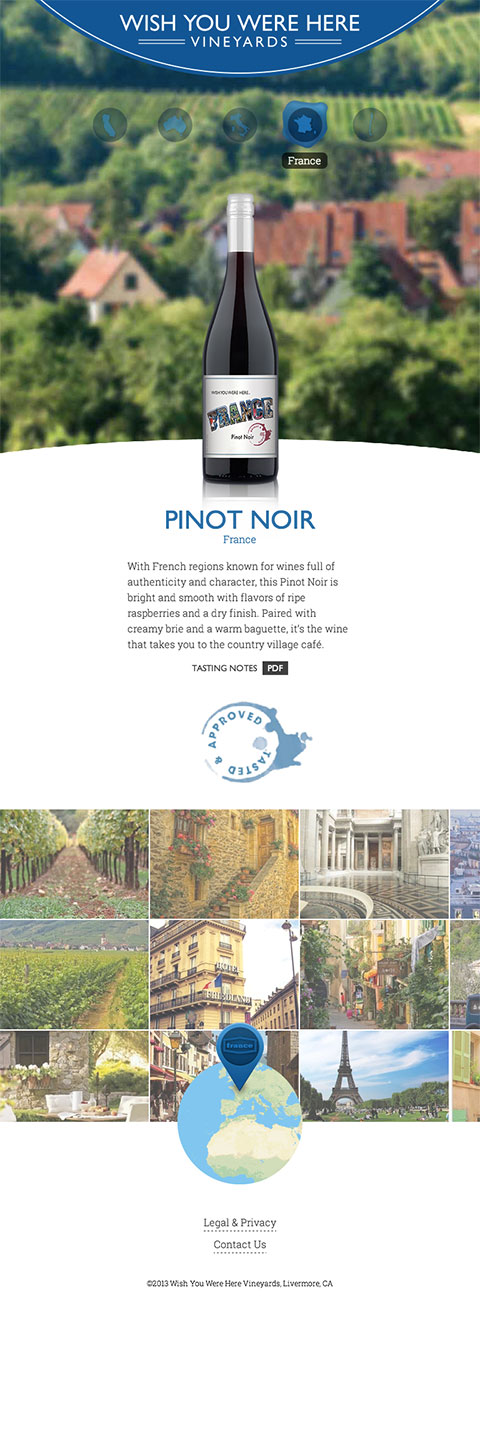 WISH YOU WERE HERE
VINEYARDS
France
WISH YOU WERE HERE...
FRANCE
Pinot Noir
PINOT NOIR
France
With French regions known for wines full of
authenticity and character, this Pinot Noir is
bright and smooth with flavors of ripe
raspberries and a dry finish. Paired with
creamy brie and a warm baguette, it's the wine
that takes you to the country village café.
TASTING NOTES PDF
TASTED & APPROVED
HOTEL
FRIEDLAND
france
Legal & Privacy
Contact Us
©2013 Wish You Were Here Vineyards, Livermore, CA